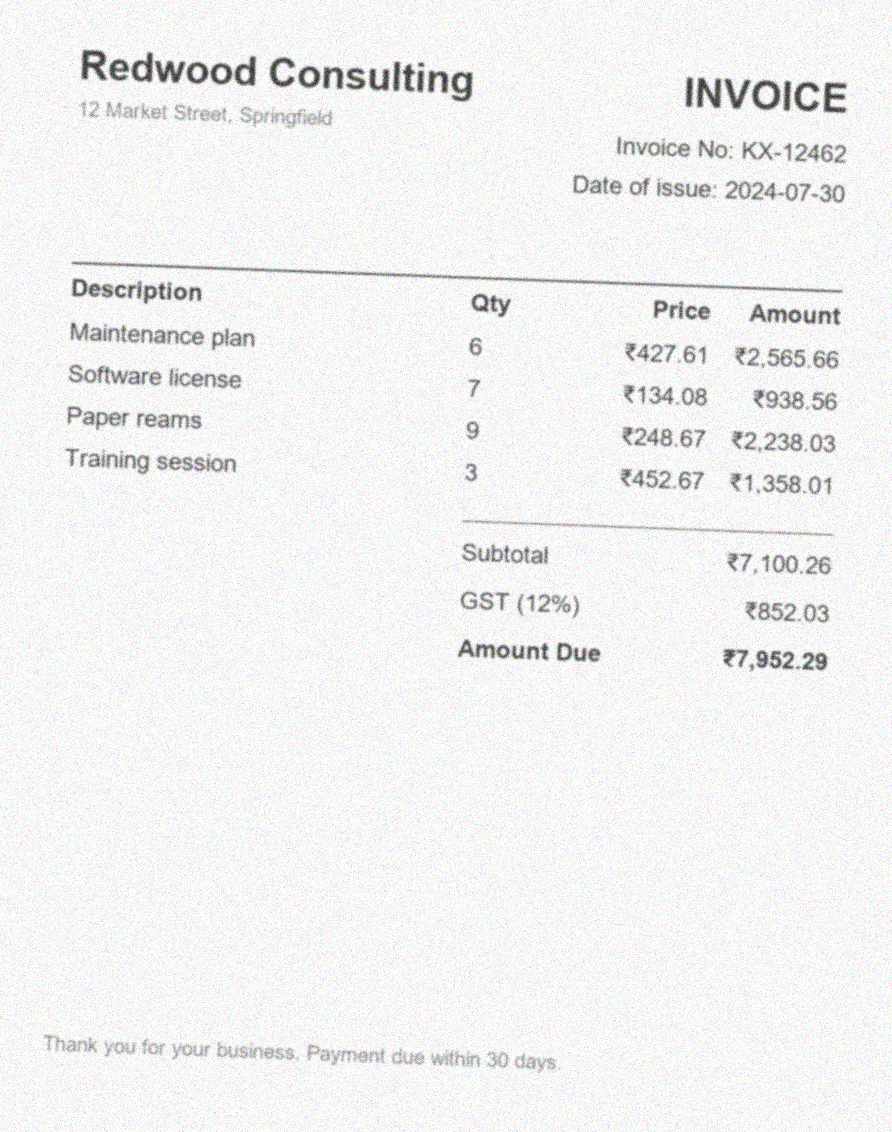 Redwood Consulting
INVOICE
12 Market Street, Springfield
Invoice No: KX-12462
Date of issue: 2024-07-30
Description Qty Price Amount
Maintenance plan 6 ₹427.61 ₹2,565.66
Software license 7 ₹134.08 ₹938.56
Paper reams 9 ₹248.67 ₹2,238.03
Training session 3 ₹452.67 ₹1,358.01
Subtotal ₹7,100.26
GST (12%) ₹852.03
Amount Due ₹7,952.29
Thank you for your business. Payment due within 30 days.